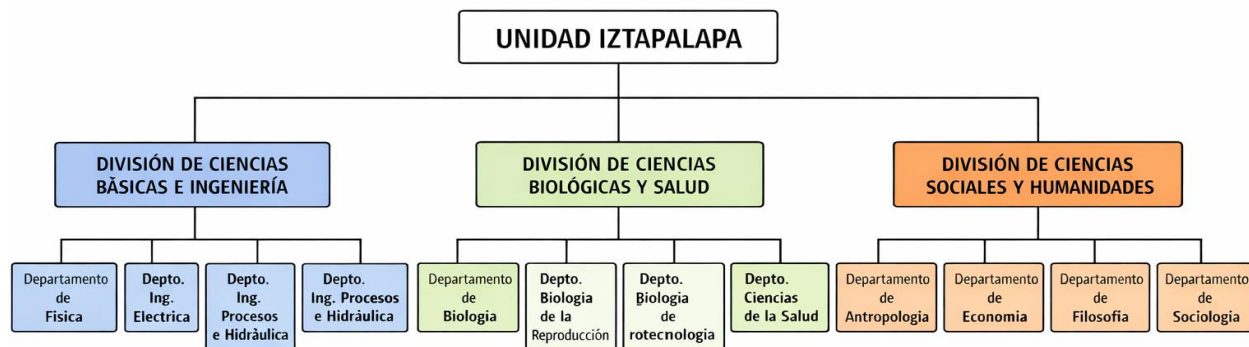 UNIDAD IZTAPALAPA
DIVISIÓN DE CIENCIAS
BĂSICAS E INGENIERÍA
DIVISIÓN DE CIENCIAS
BIOLÓGICAS Y SALUD
DIVISIÓN DE CIENCIAS
SOCIALES Y HUMANIDADES
Departamento
de
Fisica
Depto.
Ing.
Electrica
Depto.
Ing.
Procesos
e Hidràulica
Depto.
Ing. Procesos
e Hidráulica
Departamento
de
Biologia
Depto.
Biologia
de la
Reproducción
Depto.
Biologia
de
rotecnologia
Depto.
Ciencias
de la Salud
Departamento
de
Antropologia
Departamento
de
Economia
Departamento
de
Filosofia
Departamento
de
Sociologia